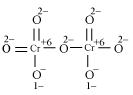 2− 2−
O O
2− +6 2− +6 2−
O Cr O Cr O
O− O−
1− 1−